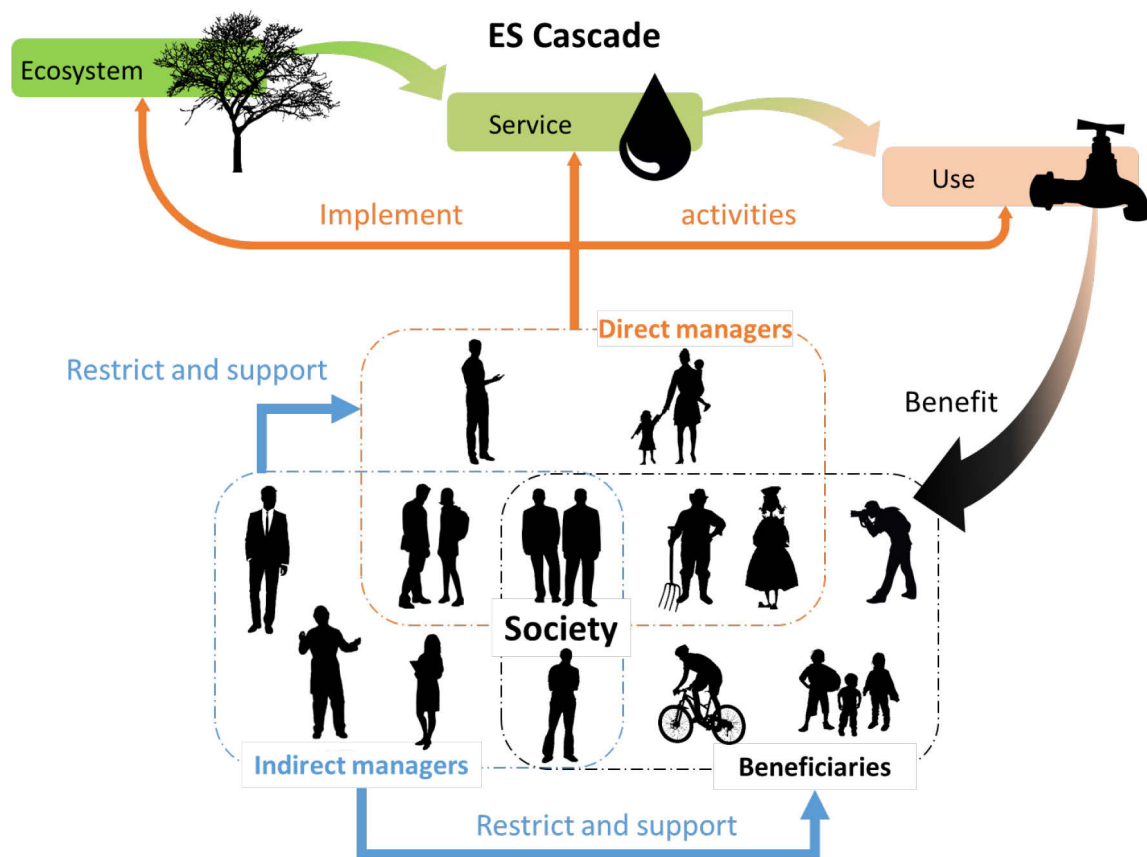 ES Cascade
Ecosystem
Service
Use
Implement activities
Direct managers
Restrict and support
Benefit
Society
Indirect managers
Beneficiaries
Restrict and support